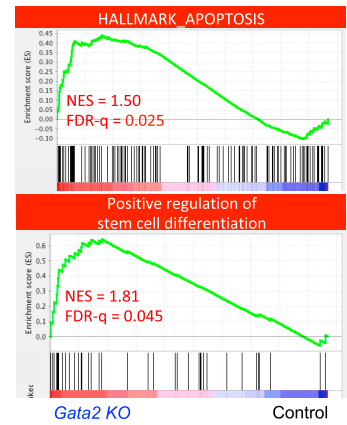 HALLMARK_APOPTOSIS
Enrichment score (ES)
0.45
0.40
0.35
0.30
0.25
0.20
0.15
0.10
0.05
0.00
-0.05
-0.10
NES = 1.50
FDR-q = 0.025
Positive regulation of
stem cell differentiation
Enrichment score (ES)
0.6
0.5
0.4
0.3
0.2
0.1
0.0
NES = 1.81
FDR-q = 0.045
Gata2 KO
Control